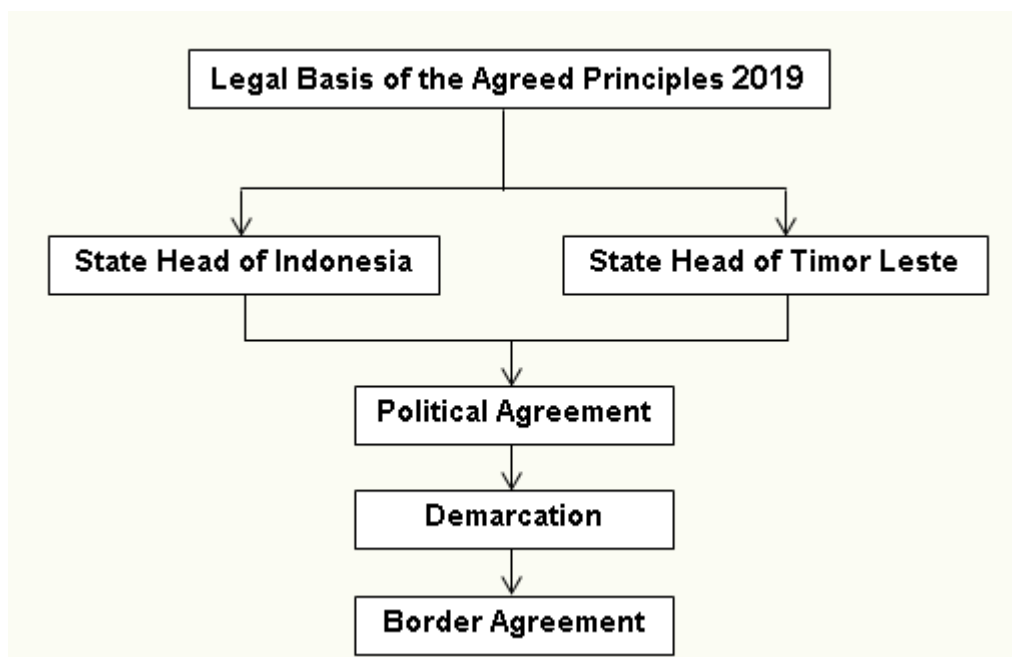 Legal Basis of the Agreed Principles 2019
State Head of Indonesia
State Head of Timor Leste
Political Agreement
Demarcation
Border Agreement